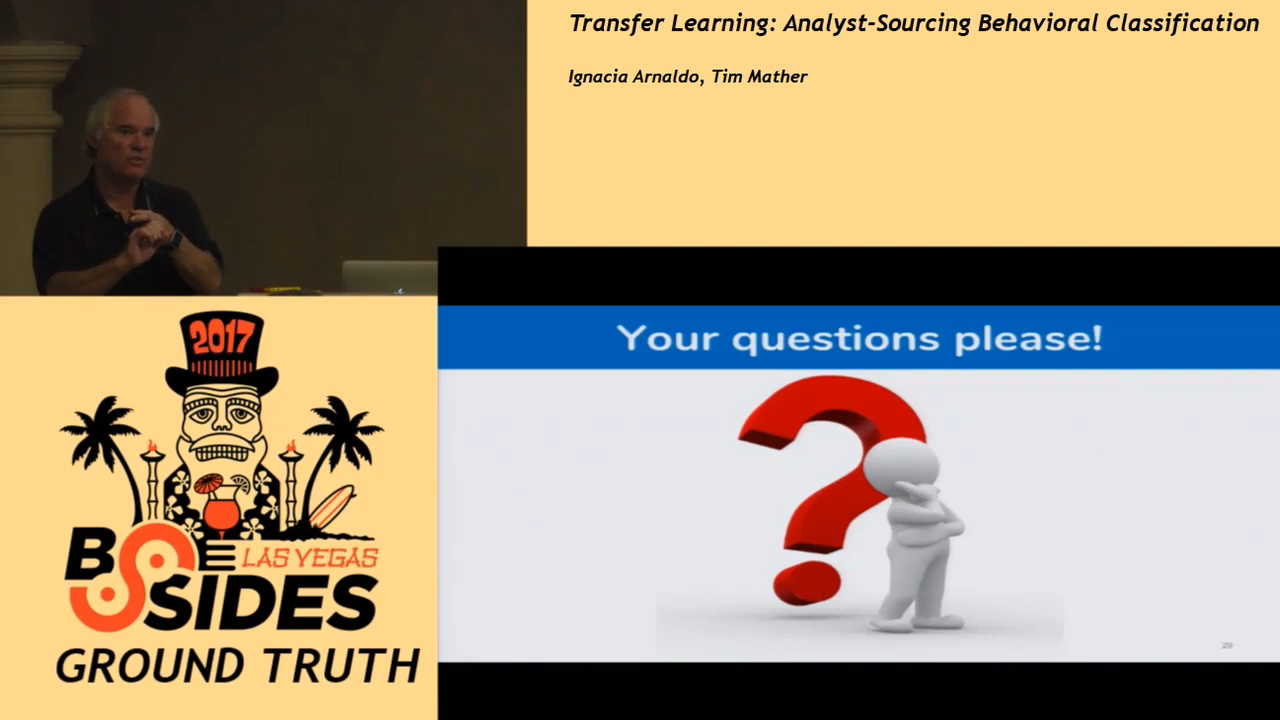 Transfer Learning: Analyst-Sourcing Behavioral Classification
Ignacia Arnaldo, Tim Mather
Your questions please!
29
2017
BSIDES
LAS VEGAS
GROUND TRUTH